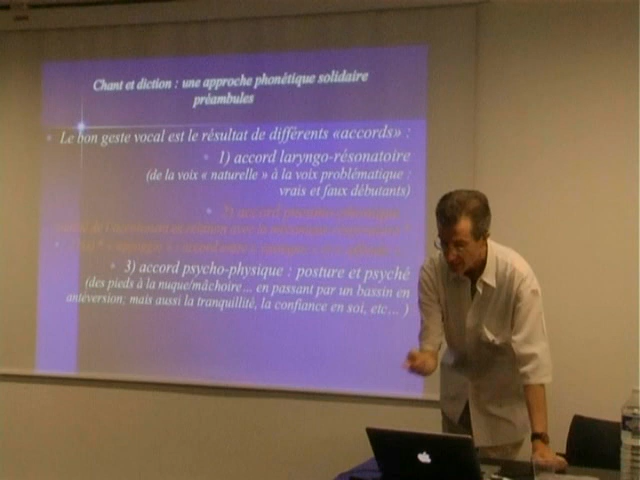 Chant et diction : une approche phonétique solidaire
préambules
Le bon geste vocal est le résultat de différents «accords» :
1) accord laryngo-résonatoire
(de la voix « naturelle » à la voix problématique :
vrais et faux débutants)
2) accord
3) accord psycho-physique : posture et psyché
(des pieds à la nuque/mâchoire... en passant par un bassin en
antéversion, mais aussi la tranquillité, la confiance en soi, etc... )